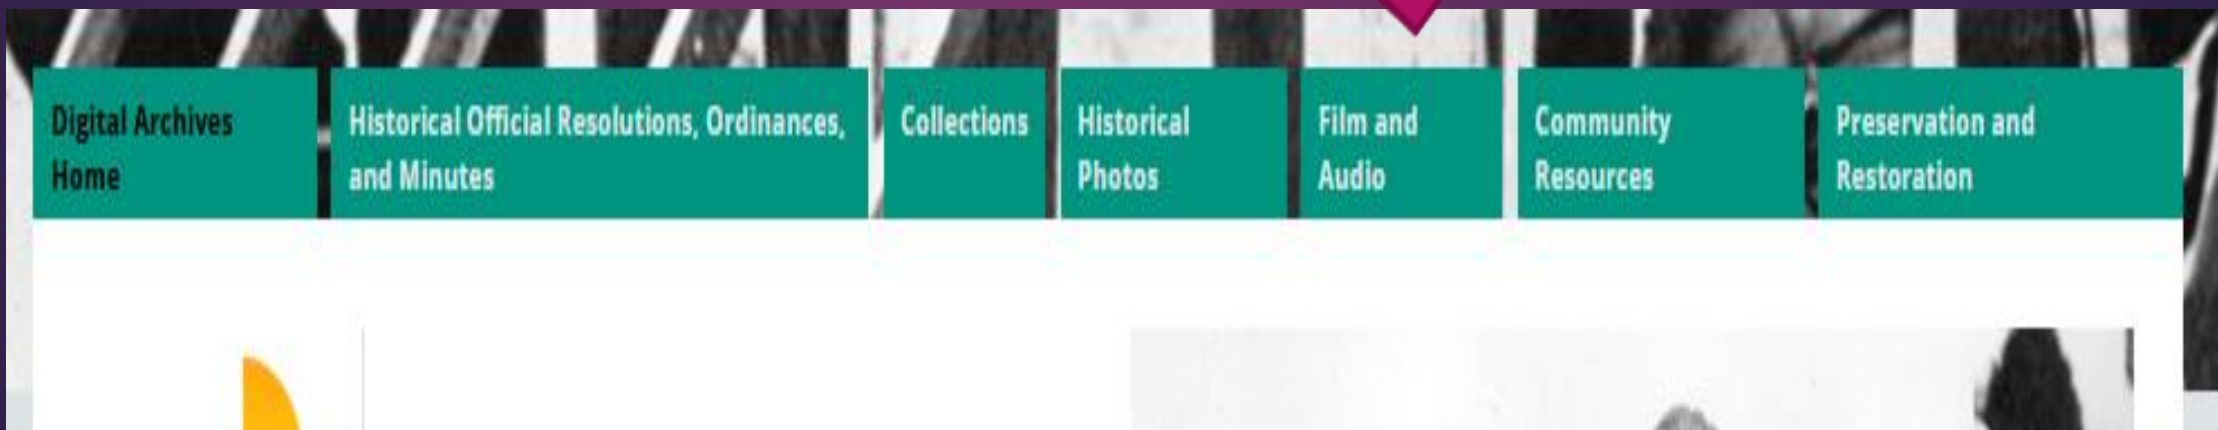 Digital Archives
Home
Historical Official Resolutions, Ordinances,
and Minutes
Collections
Historical
Photos
Film and
Audio
Community
Resources
Preservation and
Restoration